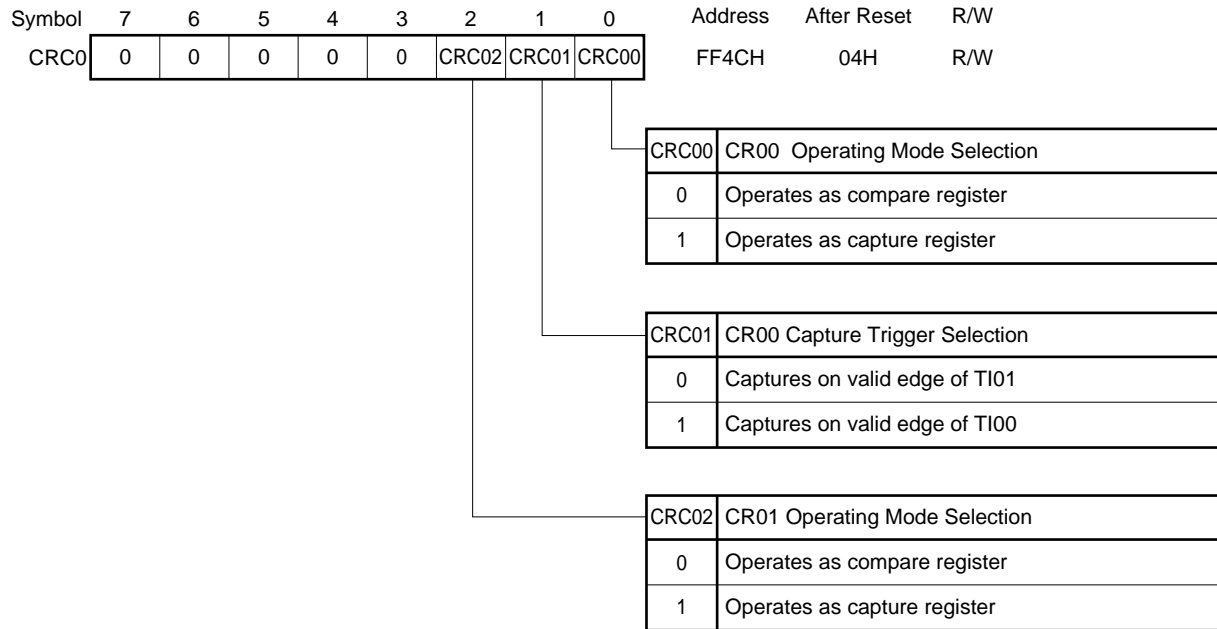 Symbol 7 6 5 4 3 2 1 0 Address After Reset R/W
CRC0 0 0 0 0 0 CRC02 CRC01 CRC00 FF4CH 04H R/W
CRC00 CR00 Operating Mode Selection
0 Operates as compare register
1 Operates as capture register
CRC01 CR00 Capture Trigger Selection
0 Captures on valid edge of TI01
1 Captures on valid edge of TI00
CRC02 CR01 Operating Mode Selection
0 Operates as compare register
1 Operates as capture register